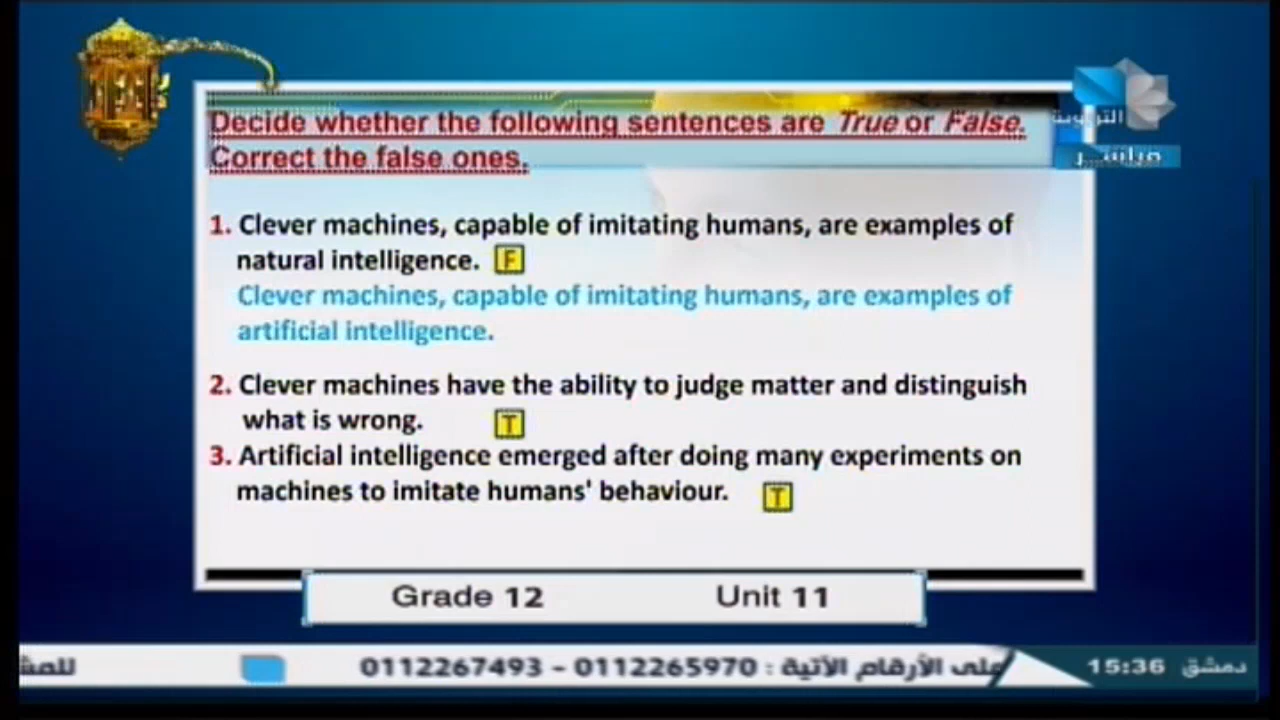 Decide whether the following sentences are True or False.
Correct the false ones.
التربوية
مباشر
1. Clever machines, capable of imitating humans, are examples of
natural intelligence. F
Clever machines, capable of imitating humans, are examples of
artificial intelligence.
2. Clever machines have the ability to judge matter and distinguish
what is wrong. T
3. Artificial intelligence emerged after doing many experiments on
machines to imitate humans' behaviour. T
Grade 12 Unit 11
على الأرقام الآتية : 0112265970 - 0112267493
دمشق 15:36